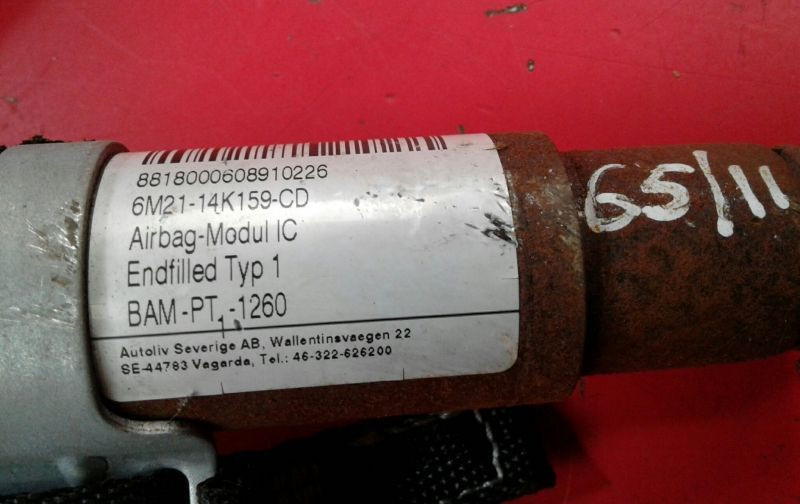 8818000608910226
6M21-14K159-CD
Airbag-Modul IC
Endfilled Typ 1
BAM-PT₁-1260
Autoliv Severige AB, Wallentinsvaegen 22
SE-44783 Vagarda, Tel.: 46-322-626200
65/11